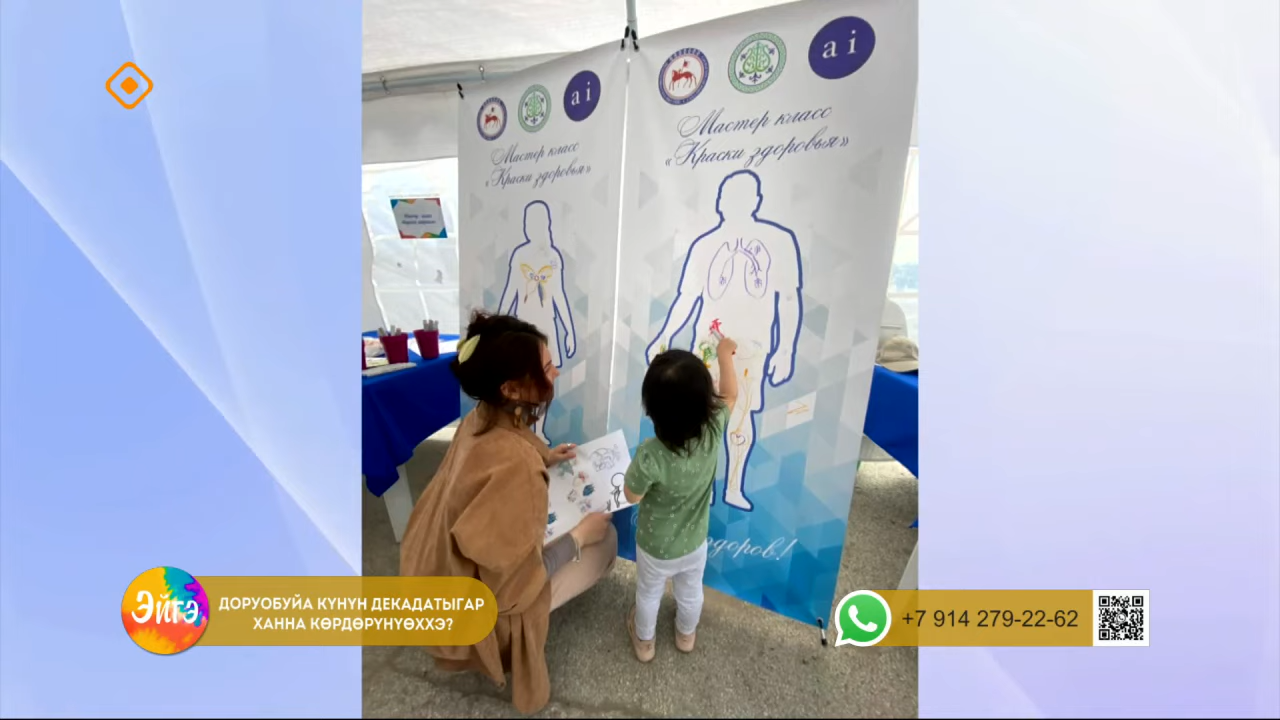 ai
ai
Мастер класс
«Краски здоровья»
Мастер класс
«Краски здоровья»
здоров!
Эйгэ
ДОРУОБУЙА КҮНҮН ДЕКАДАТЫГАР
ХАННА КӨРДӨРҮНҮӨХХЭ?
+7 914 279-22-62